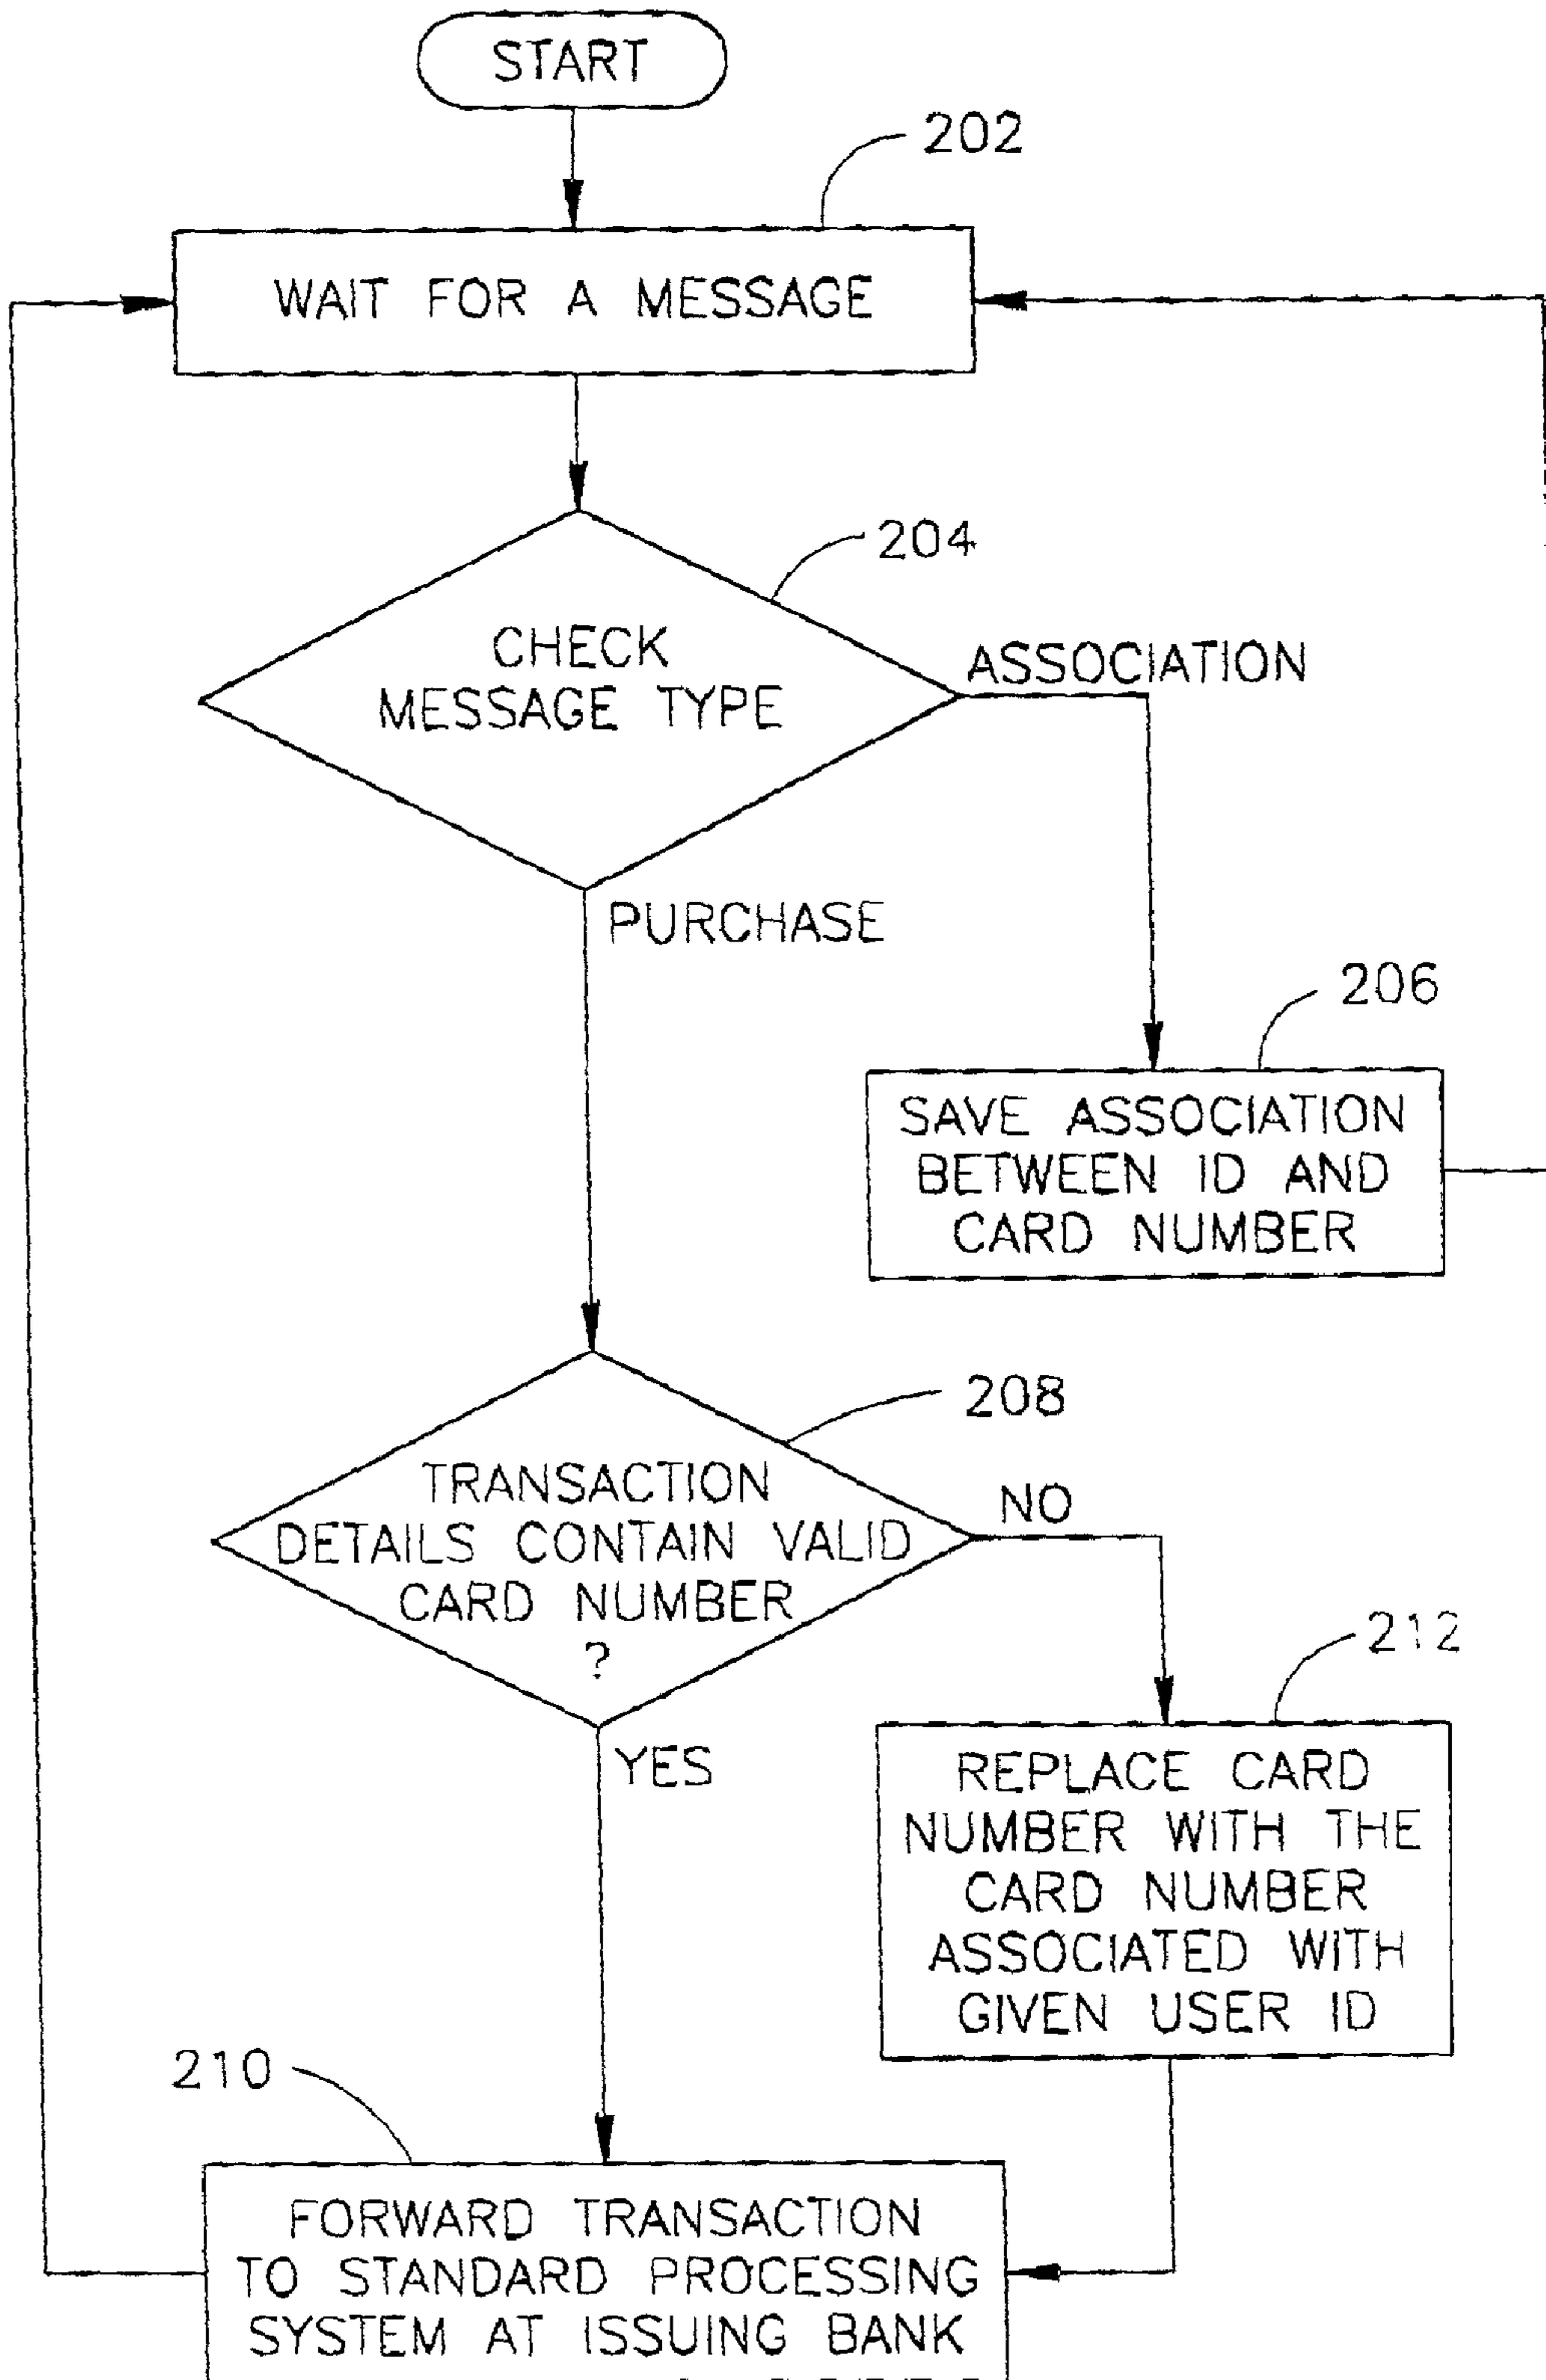 START
202
WAIT FOR A MESSAGE
204
CHECK
MESSAGE TYPE
ASSOCIATION
PURCHASE
206
SAVE ASSOCIATION
BETWEEN ID AND
CARD NUMBER
208
TRANSACTION
DETAILS CONTAIN VALID
CARD NUMBER
?
NO
YES
212
REPLACE CARD
NUMBER WITH THE
CARD NUMBER
ASSOCIATED WITH
GIVEN USER ID
210
FORWARD TRANSACTION
TO STANDARD PROCESSING
SYSTEM AT ISSUING BANK